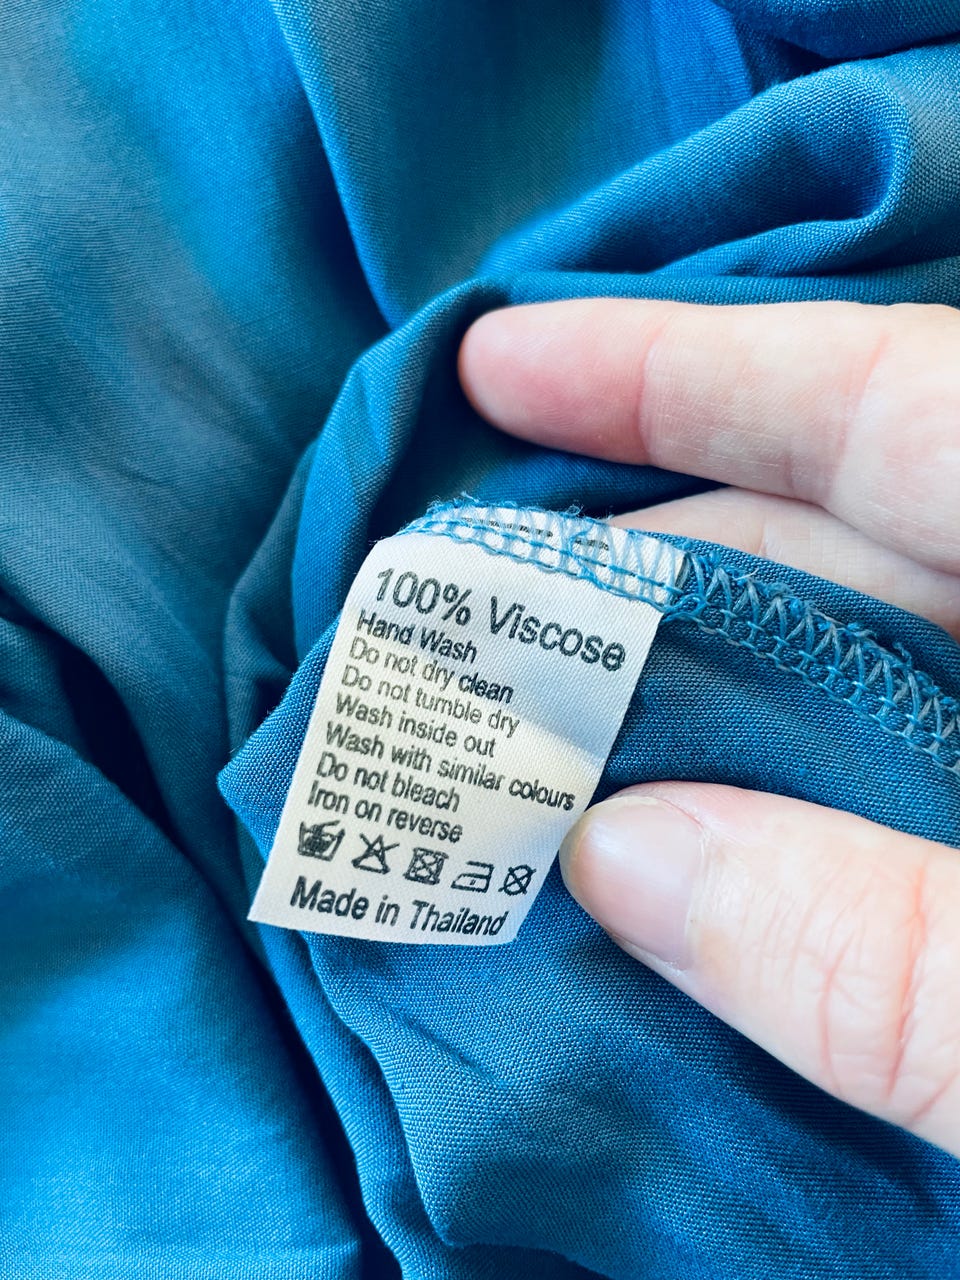 100% Viscose
Hand Wash
Do not dry clean
Do not tumble dry
Wash inside out
Wash with similar colours
Do not bleach
Iron on reverse
Made in Thailand